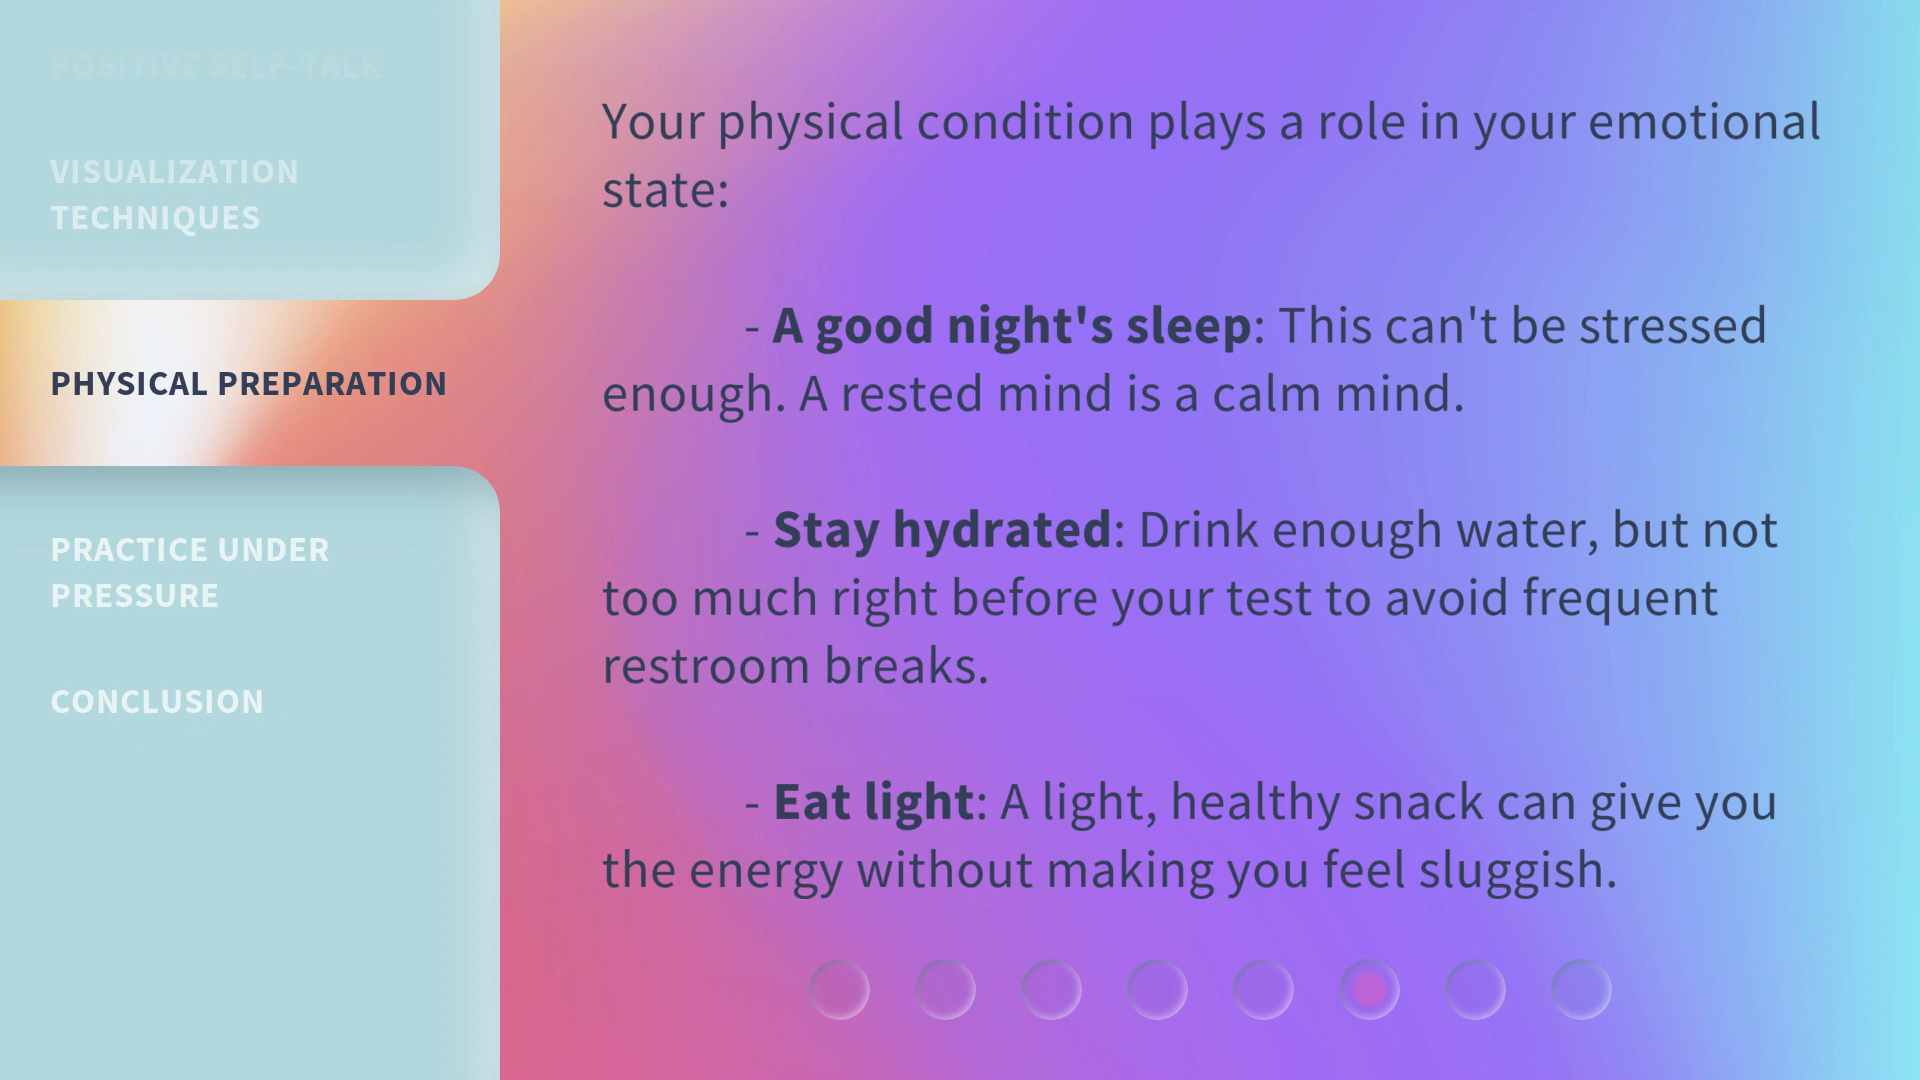 POSITIVE SELF-TALK
VISUALIZATION
TECHNIQUES
PHYSICAL PREPARATION
PRACTICE UNDER
PRESSURE
CONCLUSION
Your physical condition plays a role in your emotional
state:
- A good night's sleep: This can't be stressed
enough. A rested mind is a calm mind.
- Stay hydrated: Drink enough water, but not
too much right before your test to avoid frequent
restroom breaks.
- Eat light: A light, healthy snack can give you
the energy without making you feel sluggish.